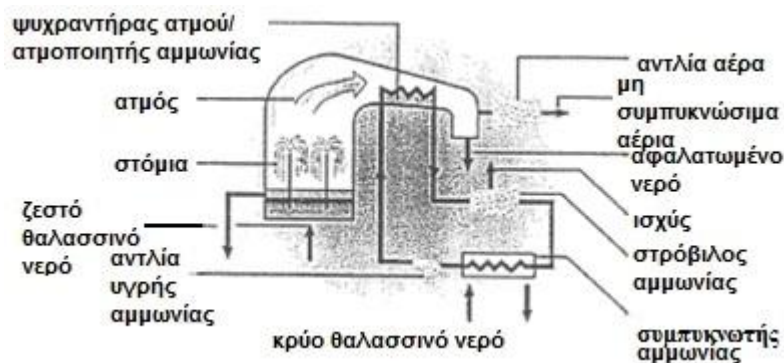 ψυχραντήρας ατμού/
ατμοποιητής αμμωνίας
ατμός
στόμια
ζεστό
θαλασσινό
νερό
αντλία
υγρής
αμμωνίας
κρύο θαλασσινό νερό
αντλία αέρα
μη
συμπυκνώσιμα
αέρια
αφαλατωμένο
νερό
ισχύς
στρόβιλος
αμμωνίας
συμπυκνωτής
αμμωνίας